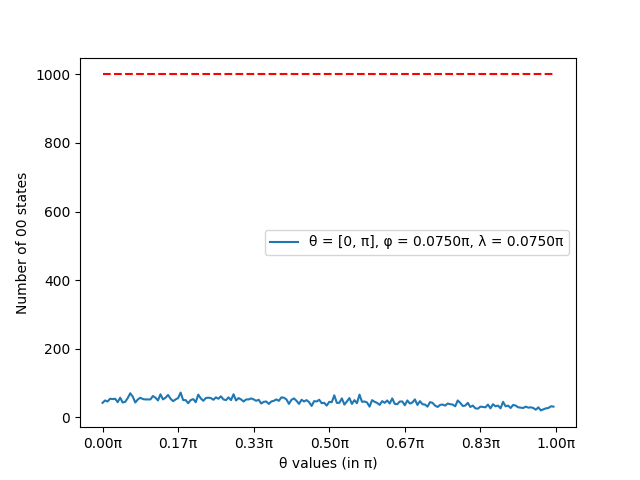 Number of 00 states
1000
800
600
400
200
0
θ = [0, π], φ = 0.0750π, λ = 0.0750π
0.00π 0.17π 0.33π 0.50π 0.67π 0.83π 1.00π
θ values (in π)